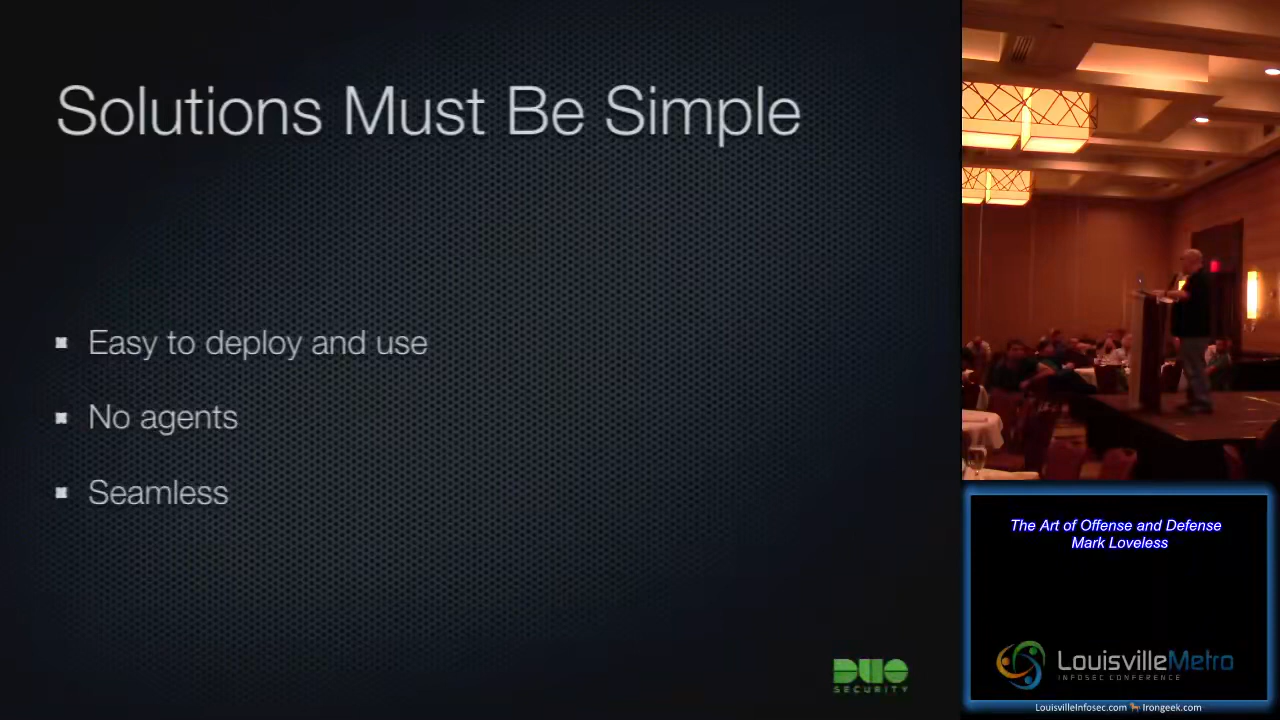 Solutions Must Be Simple
Easy to deploy and use
No agents
Seamless
DUO
SECURITY
The Art of Offense and Defense
Mark Loveless
LouisvilleMetro
INFOSEC CONFERENCE
LouisvilleInfosec.com Irongeek.com